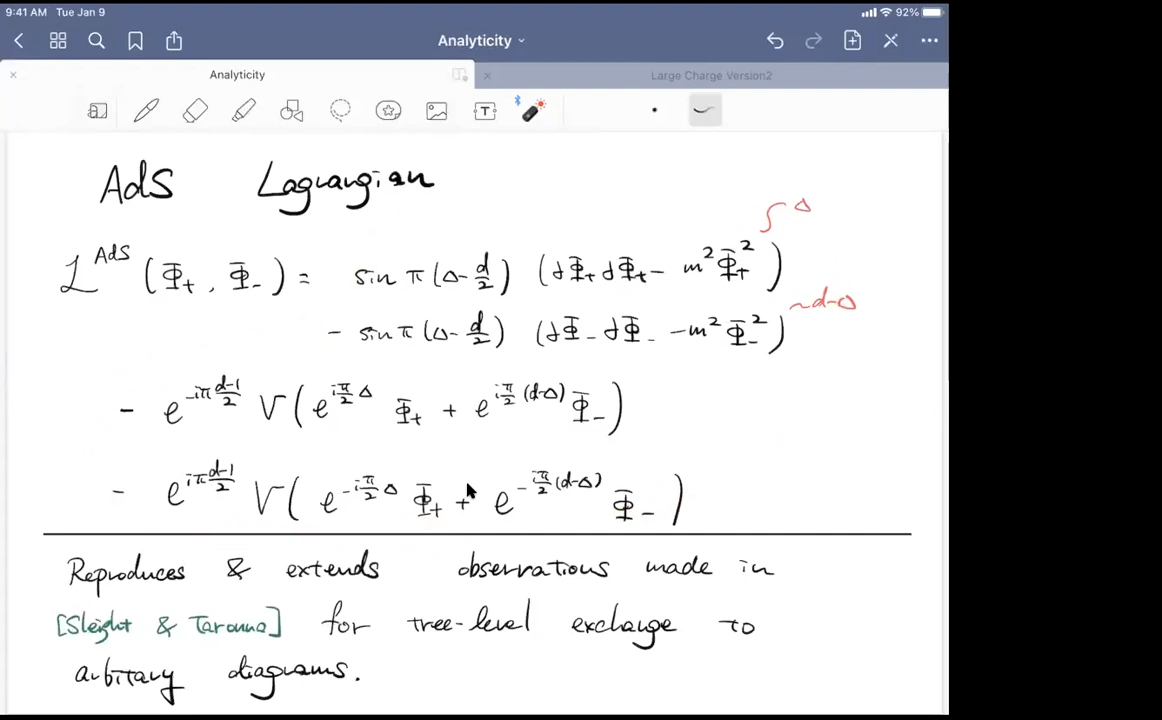 9:41 AM Tue Jan 9
92%
Analyticity
Analyticity
Large Charge Version2
AdS Lagrangian
∫ Δ
ℒ^AdS (Φ̄₊, Φ̄₋) = sin π(Δ-d/2) (∂Φ̄₊∂Φ̄₊ - m²Φ̄₊²)
~d-Δ
- sin π(Δ-d/2) (∂Φ̄₋∂Φ̄₋ - m²Φ̄₋²)
- e^{-iπ(d-1)/2} V(e^{iπ/2 Δ} Φ̄₊ + e^{iπ/2 (d-Δ)} Φ̄₋)
- e^{iπ(d-1)/2} V(e^{-iπ/2 Δ} Φ̄₊ + e^{-iπ/2 (d-Δ)} Φ̄₋)
Reproduces & extends observations made in
[Sleight & Taronna] for tree-level exchange to
arbitrary diagrams.